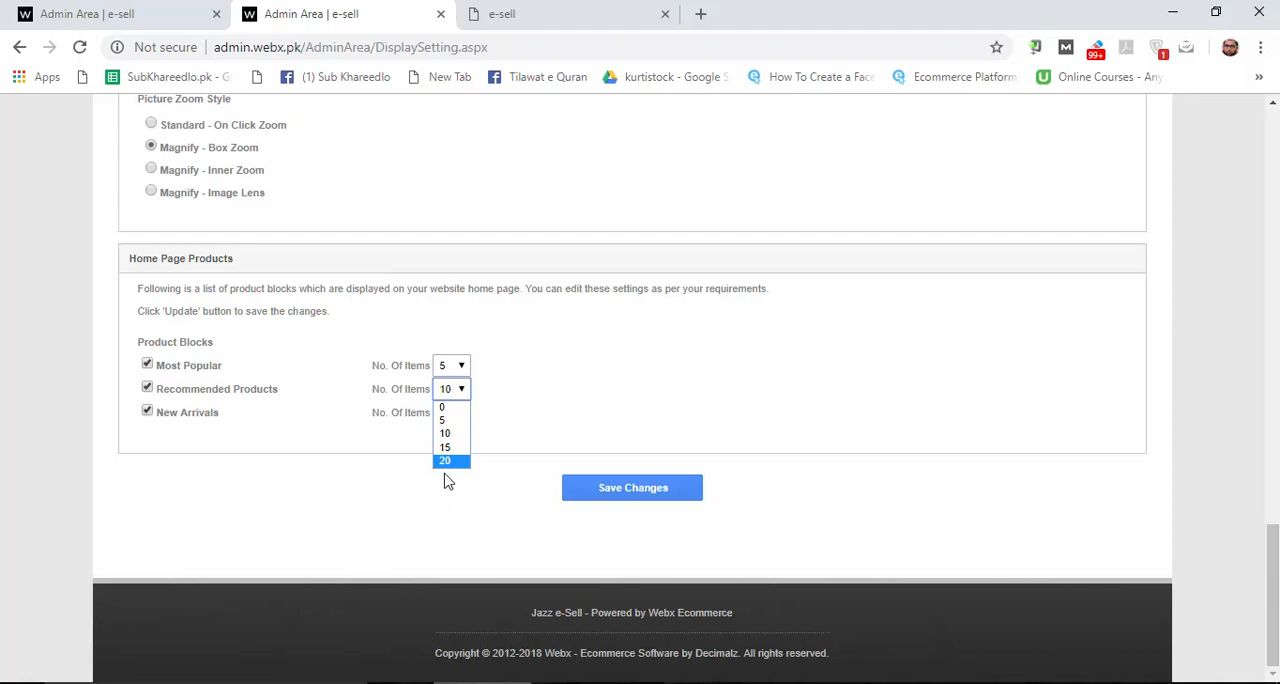 Admin Area | e-sell
Admin Area | e-sell
e-sell
Not secure admin.webx.pk/AdminArea/DisplaySetting.aspx
99+
1
Apps
SubKhareedlo.pk - G
(1) Sub Khareedlo
New Tab
Tilawat e Quran
kurtistock - Google S
How To Create a Face
Ecommerce Platform
Online Courses - Any
Picture Zoom Style
Standard - On Click Zoom
Magnify - Box Zoom
Magnify - Inner Zoom
Magnify - Image Lens
Home Page Products
Following is a list of product blocks which are displayed on your website home page. You can edit these settings as per your requirements.
Click 'Update' button to save the changes.
Product Blocks
Most Popular No. Of Items 5
Recommended Products No. Of Items 10
New Arrivals No. Of Items
0
5
10
15
20
Save Changes
Jazz e-Sell - Powered by Webx Ecommerce
Copyright © 2012-2018 Webx - Ecommerce Software by Decimalz. All rights reserved.